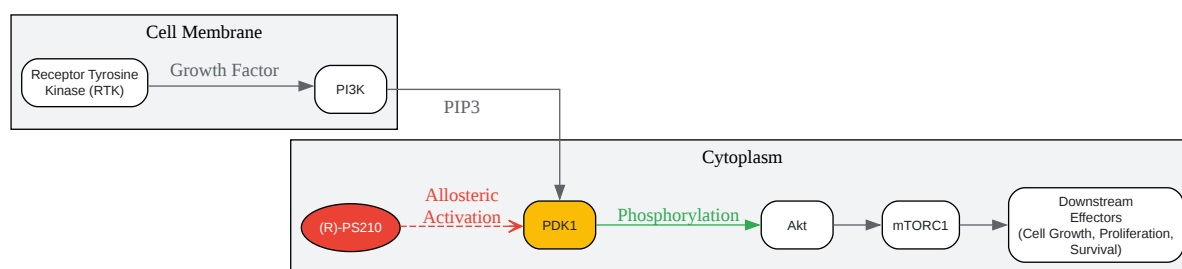 Cell Membrane
Receptor Tyrosine
Kinase (RTK)
Growth Factor
PI3K
PIP3
Cytoplasm
(R)-PS210
Allosteric
Activation
PDK1
Phosphorylation
Akt
mTORC1
Downstream
Effectors
(Cell Growth, Proliferation,
Survival)